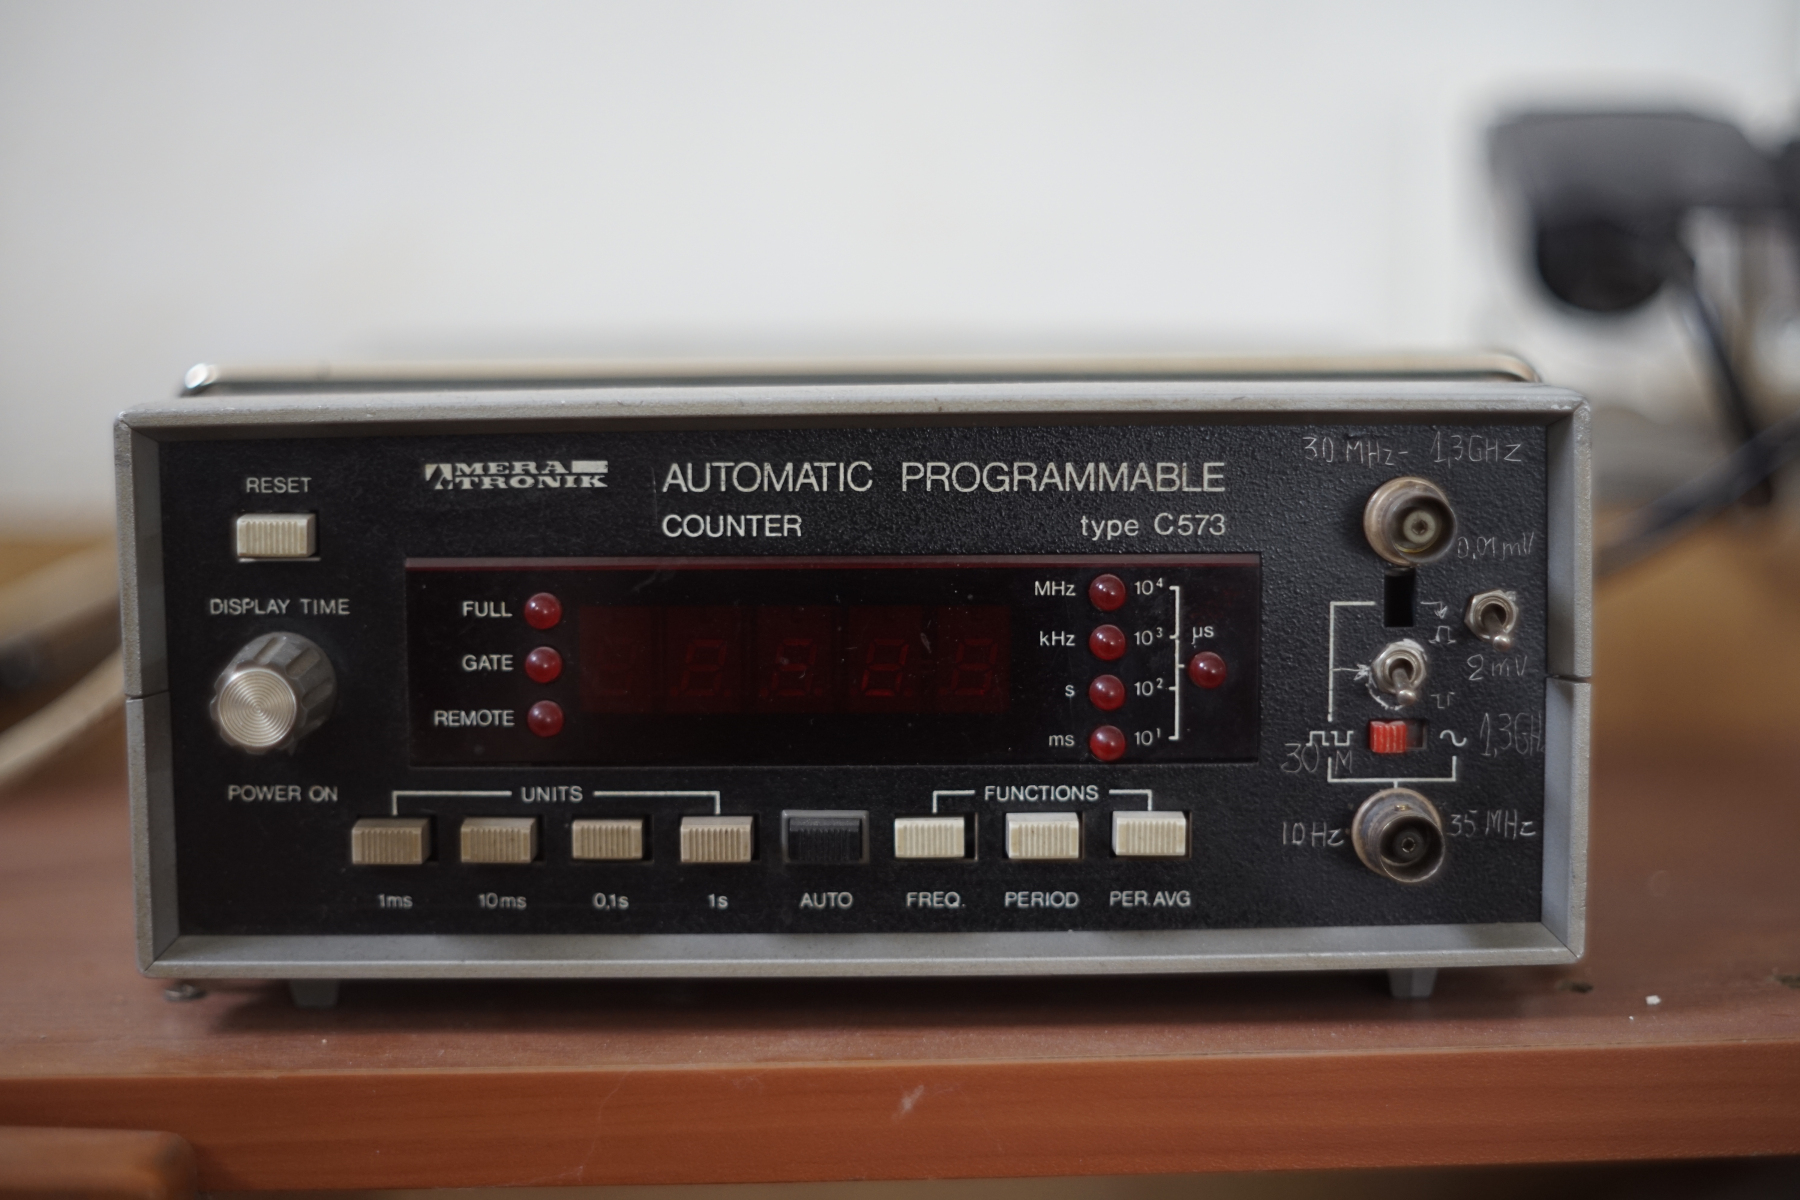 MERA
TRONIK
AUTOMATIC PROGRAMMABLE
COUNTER type C573
RESET
DISPLAY TIME
POWER ON
FULL
GATE
REMOTE
MHz 10⁴
kHz 10³
s 10²
ms 10¹
µs
UNITS
1ms 10ms 0,1s 1s
AUTO
FUNCTIONS
FREQ. PERIOD PER.AVG
30 MHz- 1,3GHz
0,01mV
2mV
30 M
10Hz 35 MHz